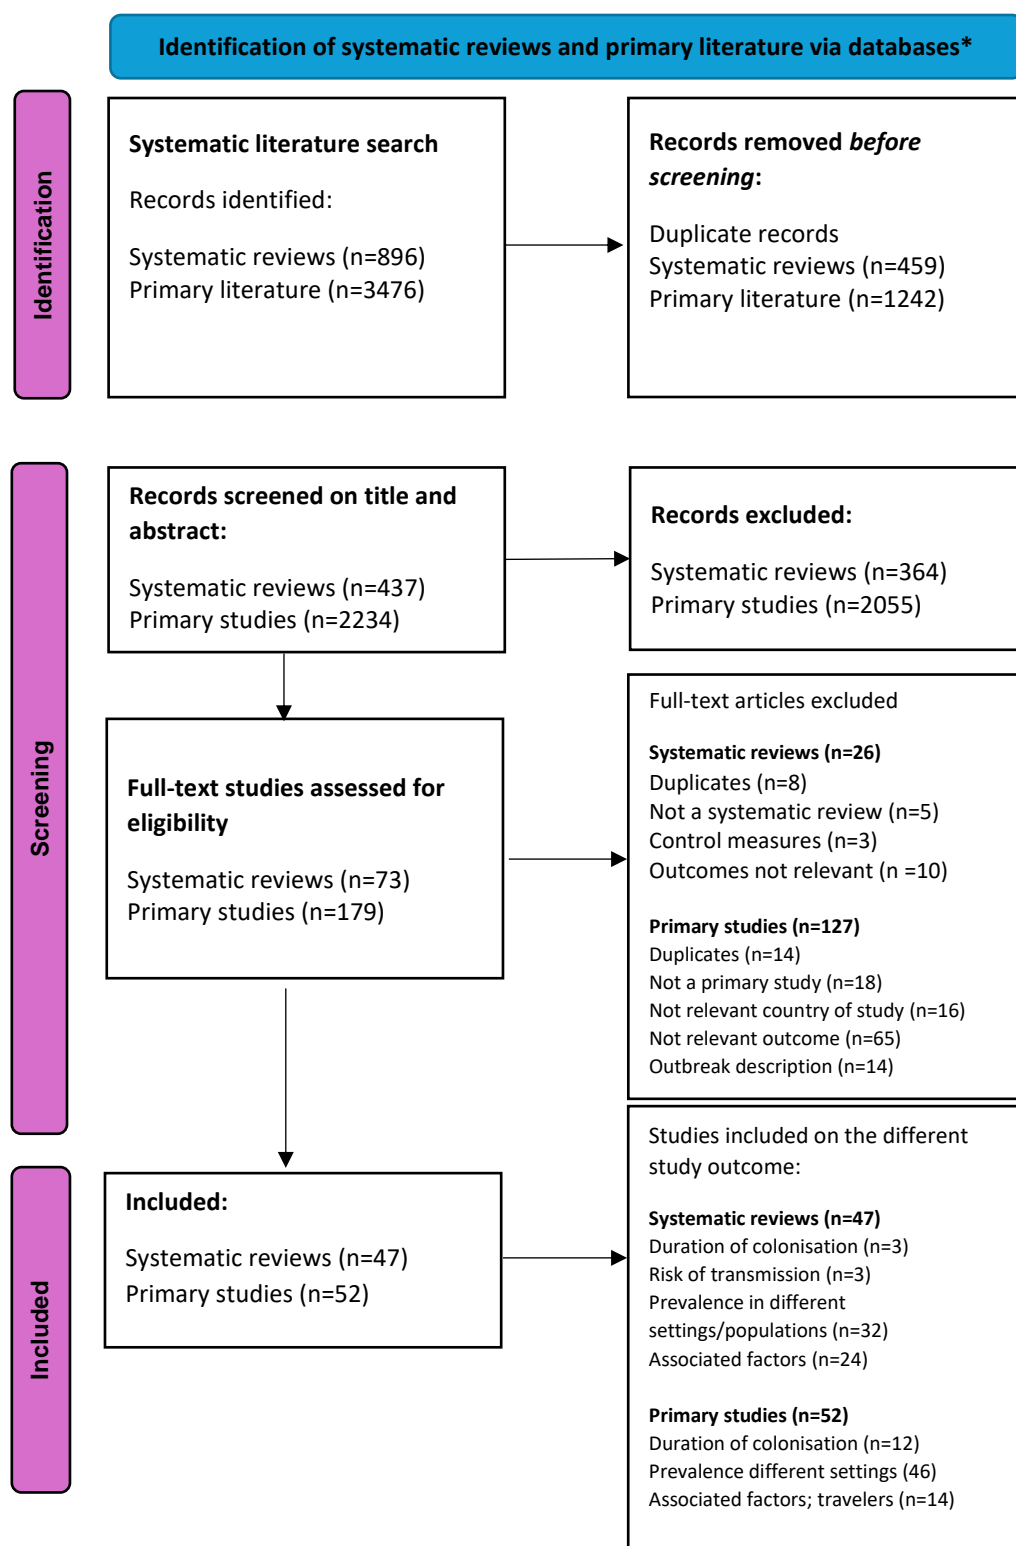 Identification of systematic reviews and primary literature via databases*
Identification
Systematic literature search
Records identified:
Systematic reviews (n=896)
Primary literature (n=3476)
Records removed before
screening:
Duplicate records
Systematic reviews (n=459)
Primary literature (n=1242)
Screening
Records screened on title and
abstract:
Systematic reviews (n=437)
Primary studies (n=2234)
Records excluded:
Systematic reviews (n=364)
Primary studies (n=2055)
Full-text studies assessed for
eligibility
Systematic reviews (n=73)
Primary studies (n=179)
Full-text articles excluded
Systematic reviews (n=26)
Duplicates (n=8)
Not a systematic review (n=5)
Control measures (n=3)
Outcomes not relevant (n =10)
Primary studies (n=127)
Duplicates (n=14)
Not a primary study (n=18)
Not relevant country of study (n=16)
Not relevant outcome (n=65)
Outbreak description (n=14)
Included
Included:
Systematic reviews (n=47)
Primary studies (n=52)
Studies included on the different
study outcome:
Systematic reviews (n=47)
Duration of colonisation (n=3)
Risk of transmission (n=3)
Prevalence in different
settings/populations (n=32)
Associated factors (n=24)
Primary studies (n=52)
Duration of colonisation (n=12)
Prevalence different settings (46)
Associated factors; travelers (n=14)